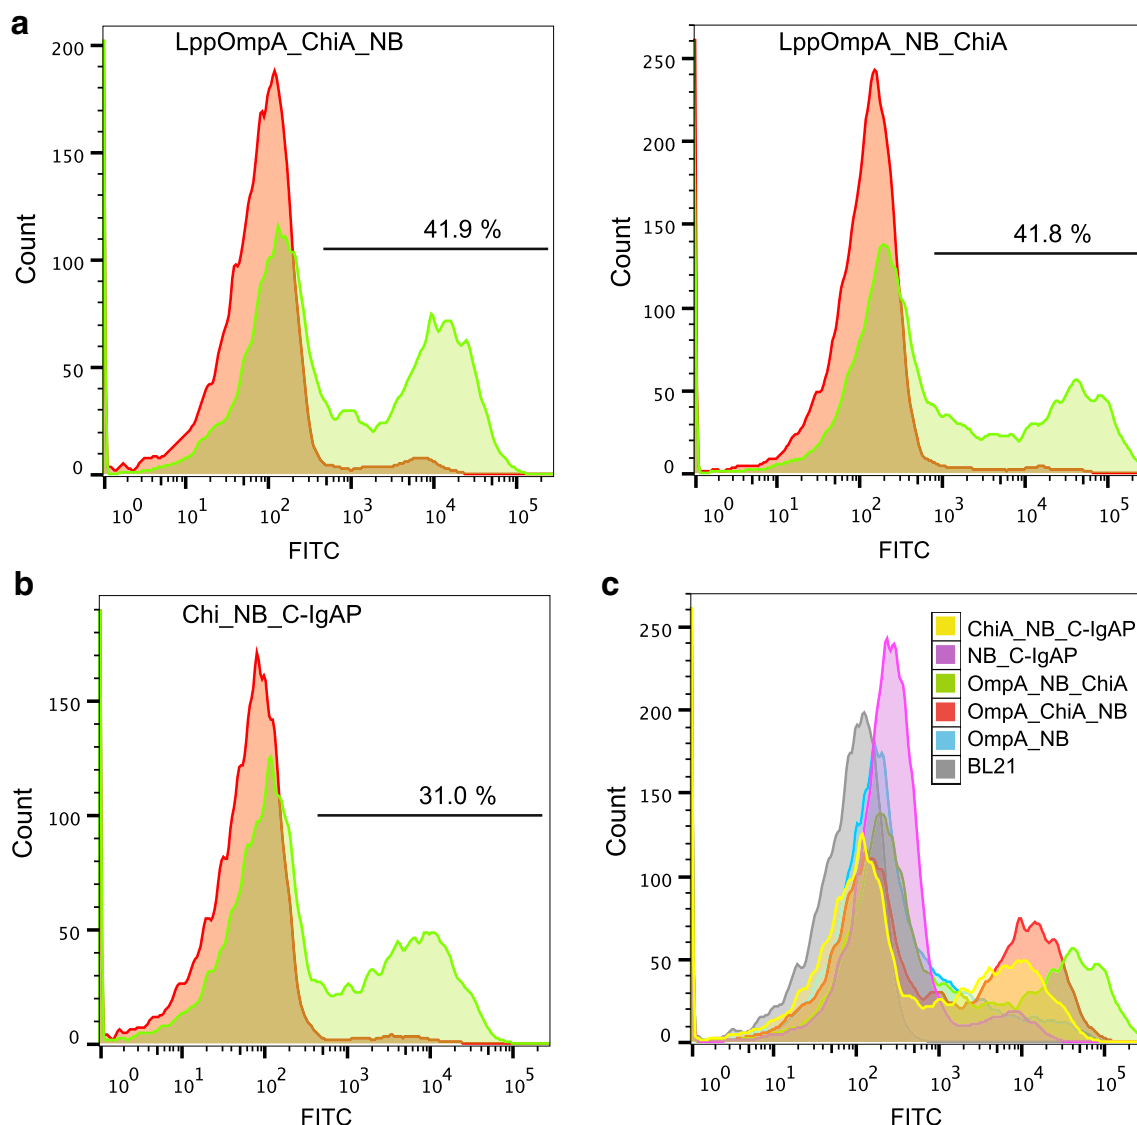 a
LppOmpA_ChiA_NB
200
150
100
50
0
Count
41.9 %
10^0 10^1 10^2 10^3 10^4 10^5
FITC
LppOmpA_NB_ChiA
250
200
150
100
50
0
Count
41.8 %
10^0 10^1 10^2 10^3 10^4 10^5
FITC
b
Chi_NB_C-IgAP
150
100
50
0
Count
31.0 %
10^0 10^1 10^2 10^3 10^4 10^5
FITC
c
250
200
150
100
50
0
Count
ChiA_NB_C-IgAP
NB_C-IgAP
OmpA_NB_ChiA
OmpA_ChiA_NB
OmpA_NB
BL21
10^0 10^1 10^2 10^3 10^4 10^5
FITC